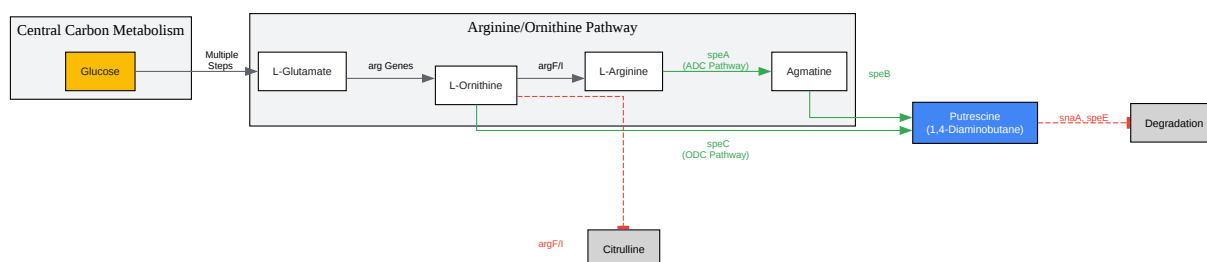 Central Carbon Metabolism
Glucose
Multiple
Steps
Arginine/Ornithine Pathway
L-Glutamate
arg Genes
L-Ornithine
argF/I
L-Arginine
speA
(ADC Pathway)
Agmatine
speB
speC
(ODC Pathway)
Putrescine
(1,4-Diaminobutane)
snaA, speE
Degradation
argF/I
Citrulline